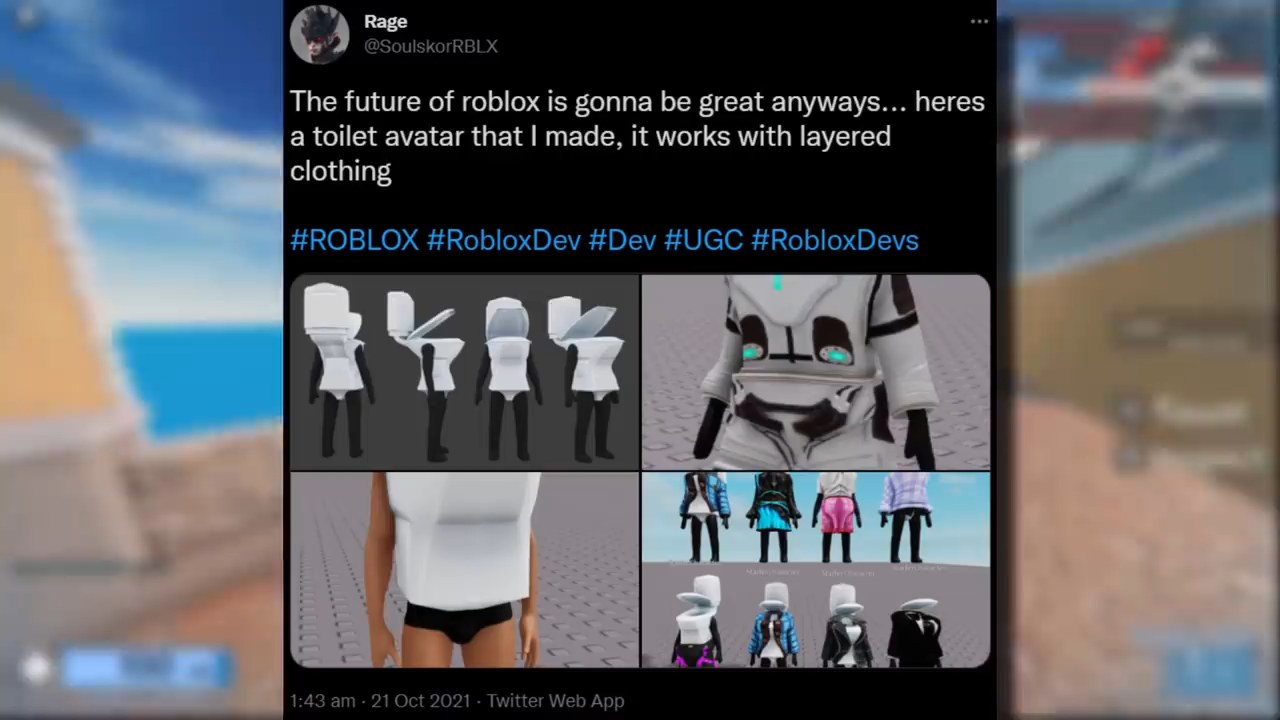 Rage
@SoulskorRBLX
The future of roblox is gonna be great anyways... heres
a toilet avatar that I made, it works with layered
clothing
#ROBLOX #RobloxDev #Dev #UGC #RobloxDevs
1:43 am · 21 Oct 2021 · Twitter Web App